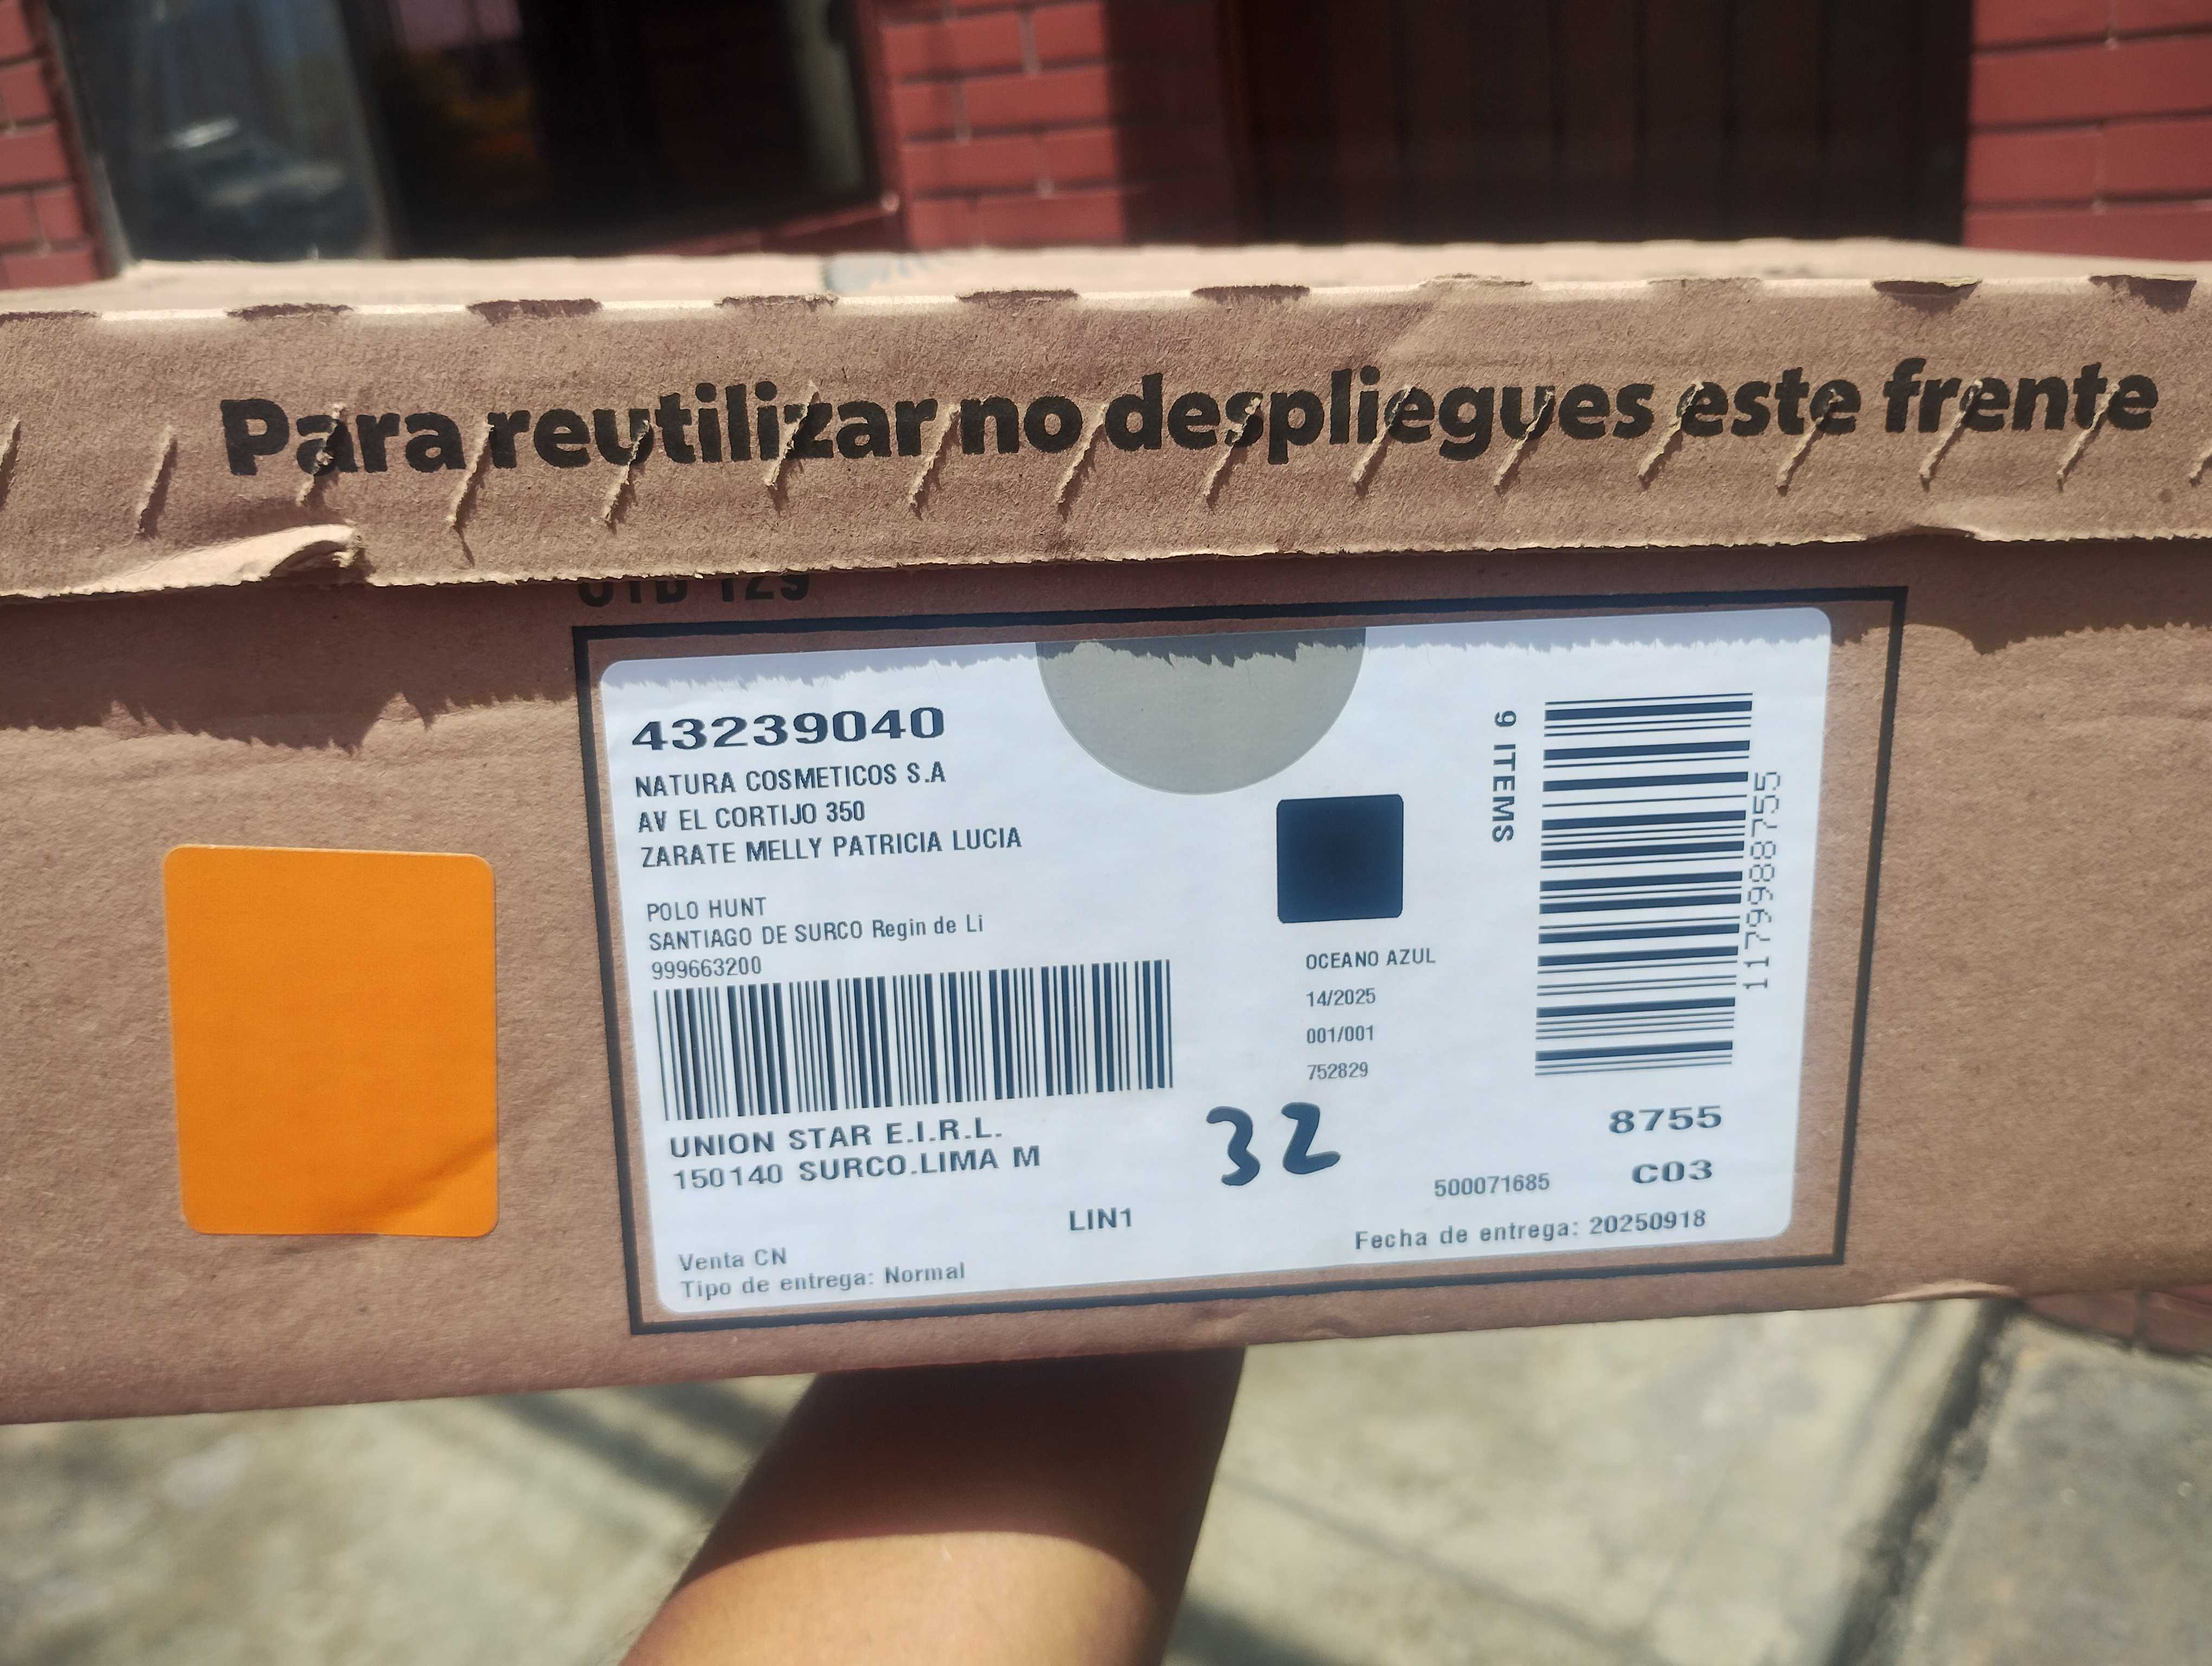 Para reutilizar no despliegues este frente
129
43239040
NATURA COSMETICOS S.A
AV EL CORTIJO 350
ZARATE MELLY PATRICIA LUCIA
POLO HUNT
SANTIAGO DE SURCO Regin de Li
999663200
UNION STAR E.I.R.L.
150140 SURCO.LIMA M
LIN1
Venta CN
Tipo de entrega: Normal
OCEANO AZUL
14/2025
001/001
752829
32
9 ITEMS
1179988755
8755
C03
500071685
Fecha de entrega: 20250918